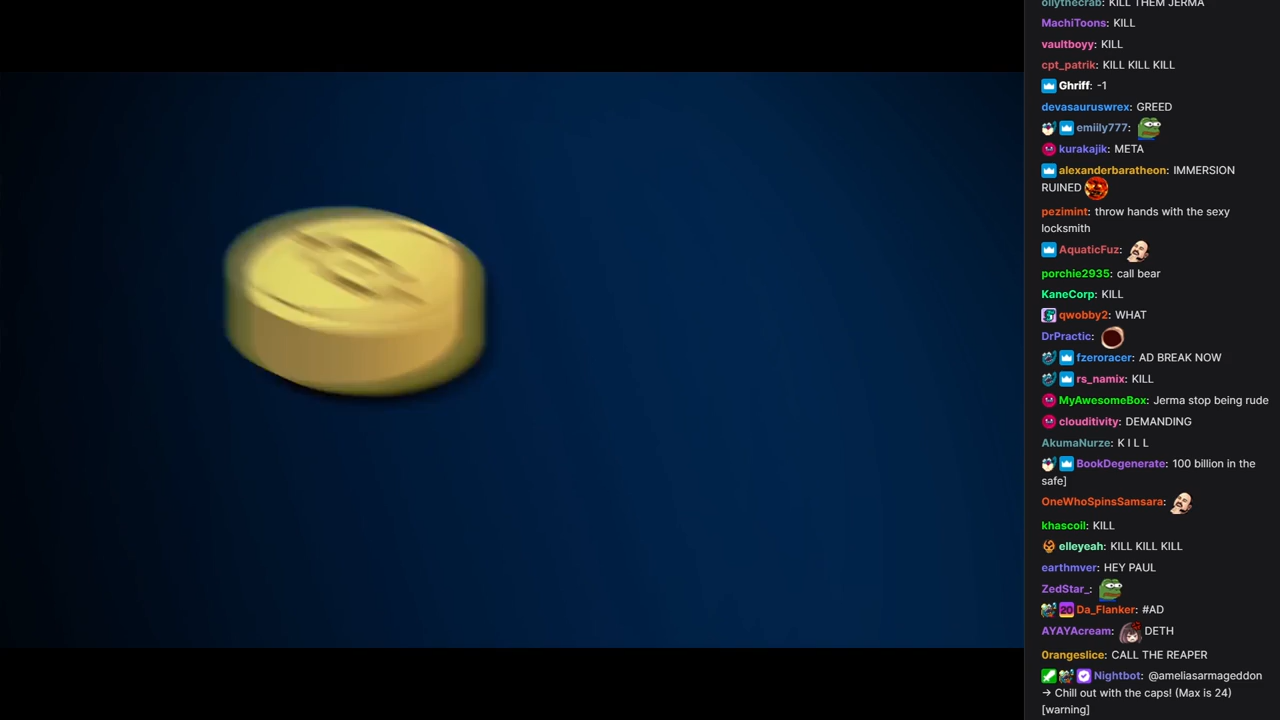 ollythecrab: KILL THEM JERMA
MachiToons: KILL
vaultboyy: KILL
cpt_patrik: KILL KILL KILL
Ghriff: -1
devasauruswrex: GREED
emiily777:
kurakajik: META
alexanderbaratheon: IMMERSION
RUINED
pezimint: throw hands with the sexy
locksmith
AquaticFuz:
porchie2935: call bear
KaneCorp: KILL
qwobby2: WHAT
DrPractic:
fzeroracer: AD BREAK NOW
rs_namix: KILL
MyAwesomeBox: Jerma stop being rude
clouditivity: DEMANDING
AkumaNurze: K I L L
BookDegenerate: 100 billion in the
safe]
OneWhoSpinsSamsara:
khascoil: KILL
elleyeah: KILL KILL KILL
earthmver: HEY PAUL
ZedStar_:
20 Da_Flanker: #AD
AYAYAcream: DETH
0rangeslice: CALL THE REAPER
Nightbot: @ameliasarmageddon
→ Chill out with the caps! (Max is 24)
[warning]